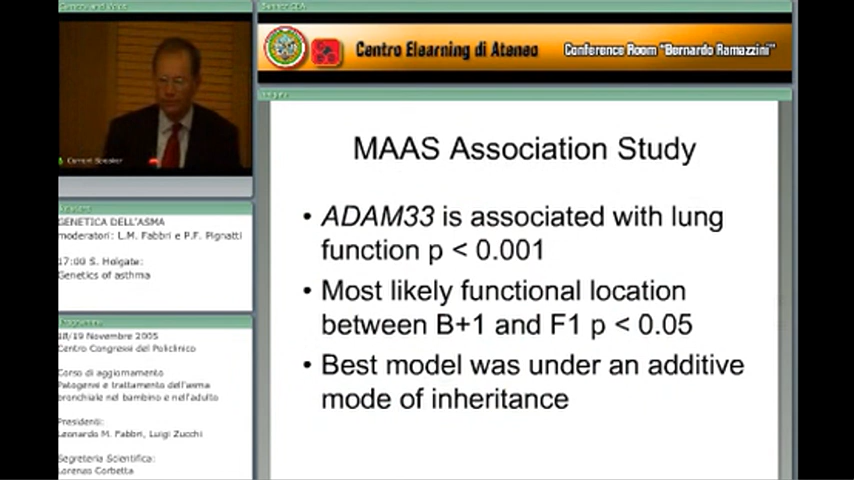 Camera and Voice
Current Speaker
Centro Elearning di Ateneo
Conference Room "Bernardo Ramazzini"
GENETICA DELL'ASMA
moderatori: L.M. Fabbri e P.F. Pignatti
17:00 S. Holgate:
Genetics of asthma
Programma
18/19 Novembre 2005
Centro Congressi del Policlinico
Corso di aggiornamento
Patogenesi e trattamento dell'asma
bronchiale nel bambino e nell'adulto
Presidenti:
Leonardo M. Fabbri, Luigi Zucchi
Segreteria Scientifica:
Lorenzo Corbetta
MAAS Association Study
• ADAM33 is associated with lung
function p < 0.001
• Most likely functional location
between B+1 and F1 p < 0.05
• Best model was under an additive
mode of inheritance